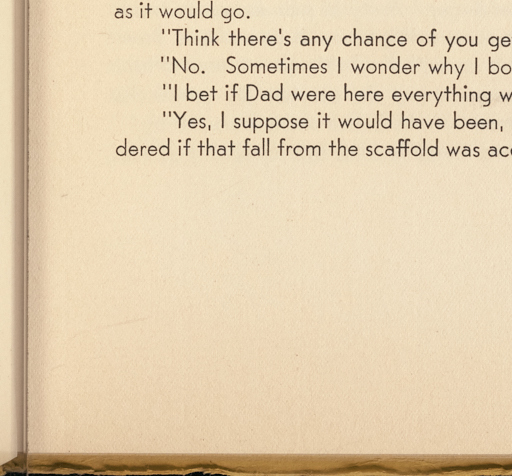 as it would go.
"Think there's any chance of you ge
"No. Sometimes I wonder why I bo
"I bet if Dad were here everything w
"Yes, I suppose it would have been,
dered if that fall from the scaffold was acc